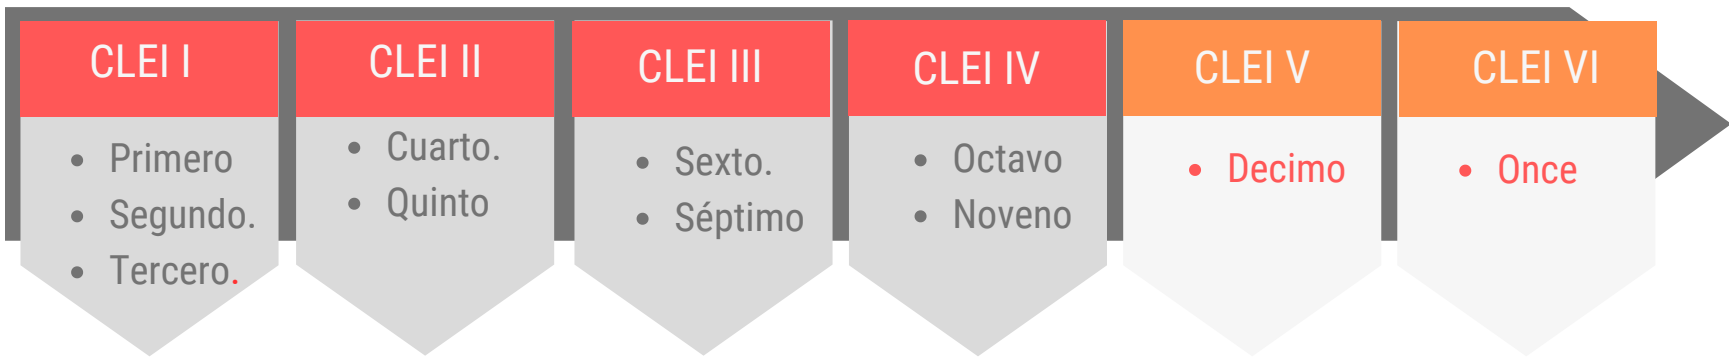 CLEI I
• Primero
• Segundo.
• Tercero.
CLEI II
• Cuarto.
• Quinto
CLEI III
• Sexto.
• Séptimo
CLEI IV
• Octavo
• Noveno
CLEI V
• Decimo
CLEI VI
• Once